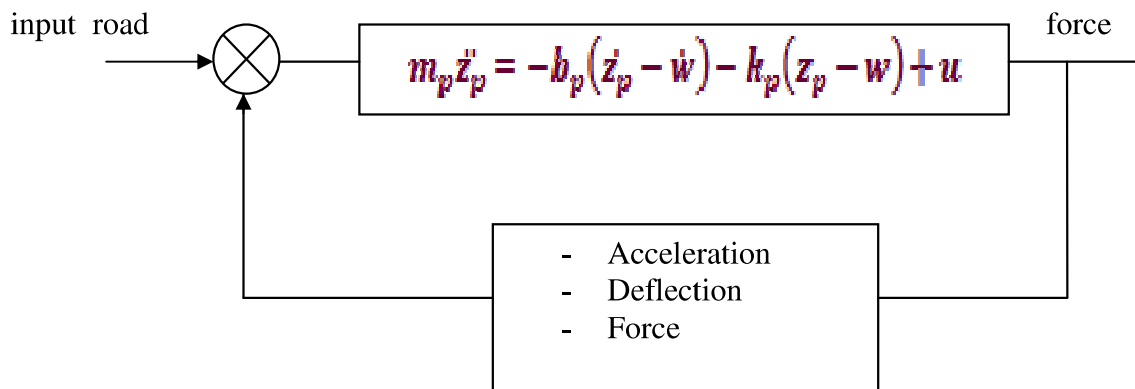 input road
force
m_p z̈_p = -b_p(ż_p - ẇ) - k_p(z_p - w) + u
- Acceleration
- Deflection
- Force